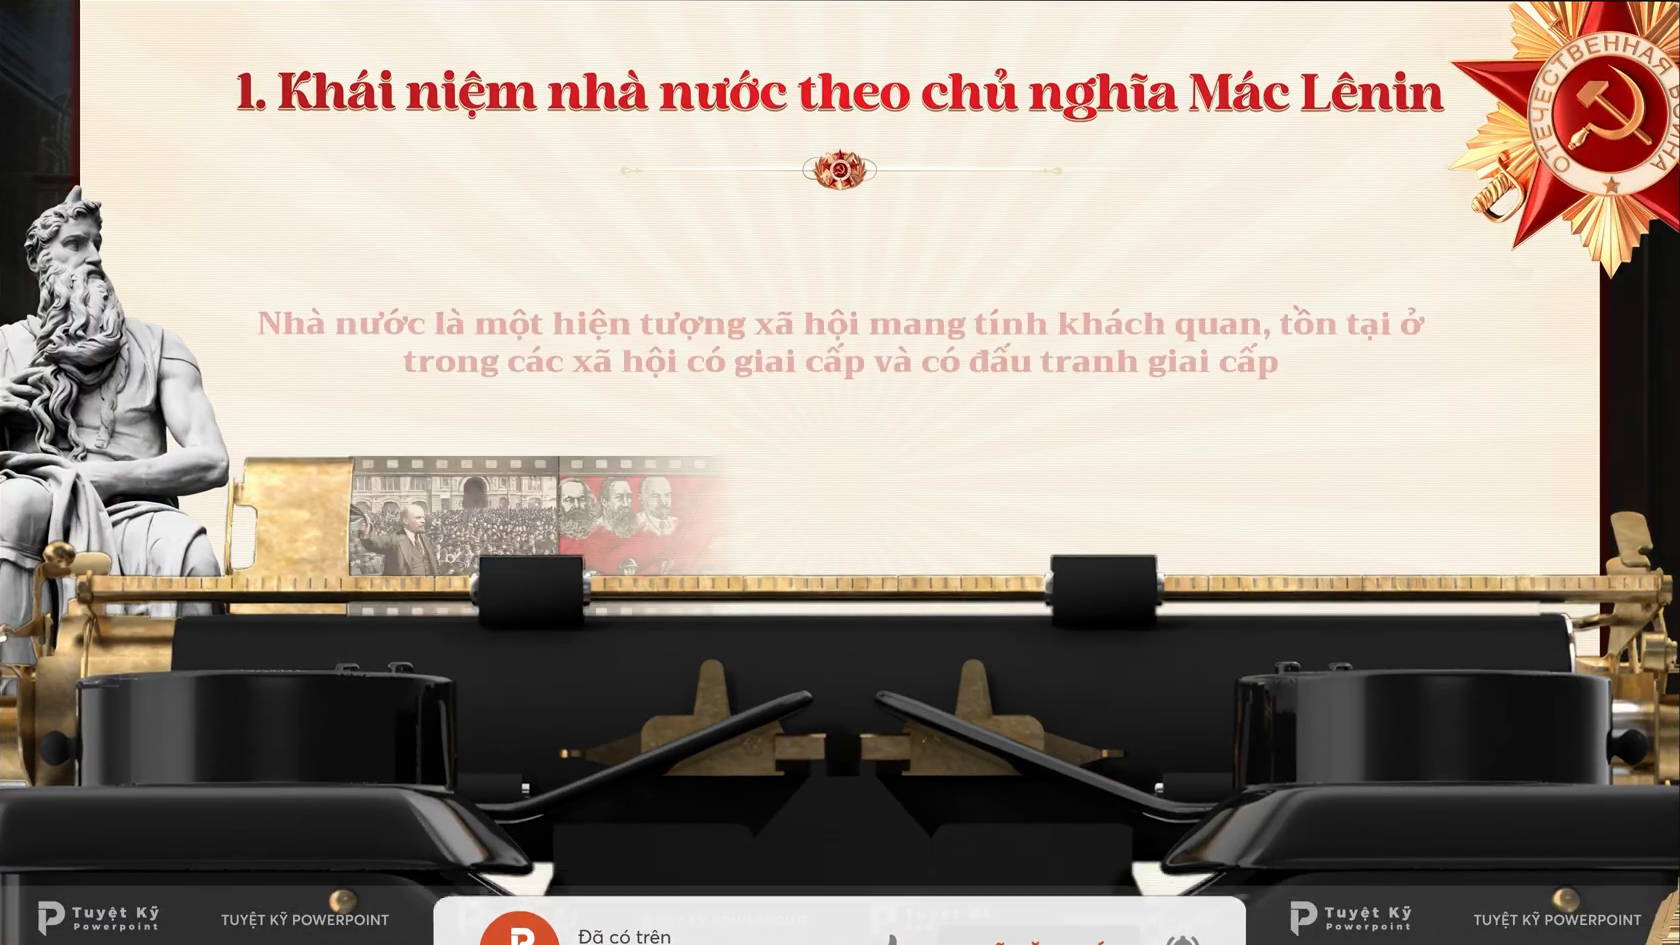 1. Khái niệm nhà nước theo chủ nghĩa Mác Lênin
ОТЕЧЕСТВЕННАЯ ВОЙНА
Nhà nước là một hiện tượng xã hội mang tính khách quan, tồn tại ở
trong các xã hội có giai cấp và có đấu tranh giai cấp
Tuyệt Kỹ
Powerpoint
TUYỆT KỸ POWERPOINT
Đã có trên
Tuyệt Kỹ
Powerpoint
TUYỆT KỸ POWERPOINT